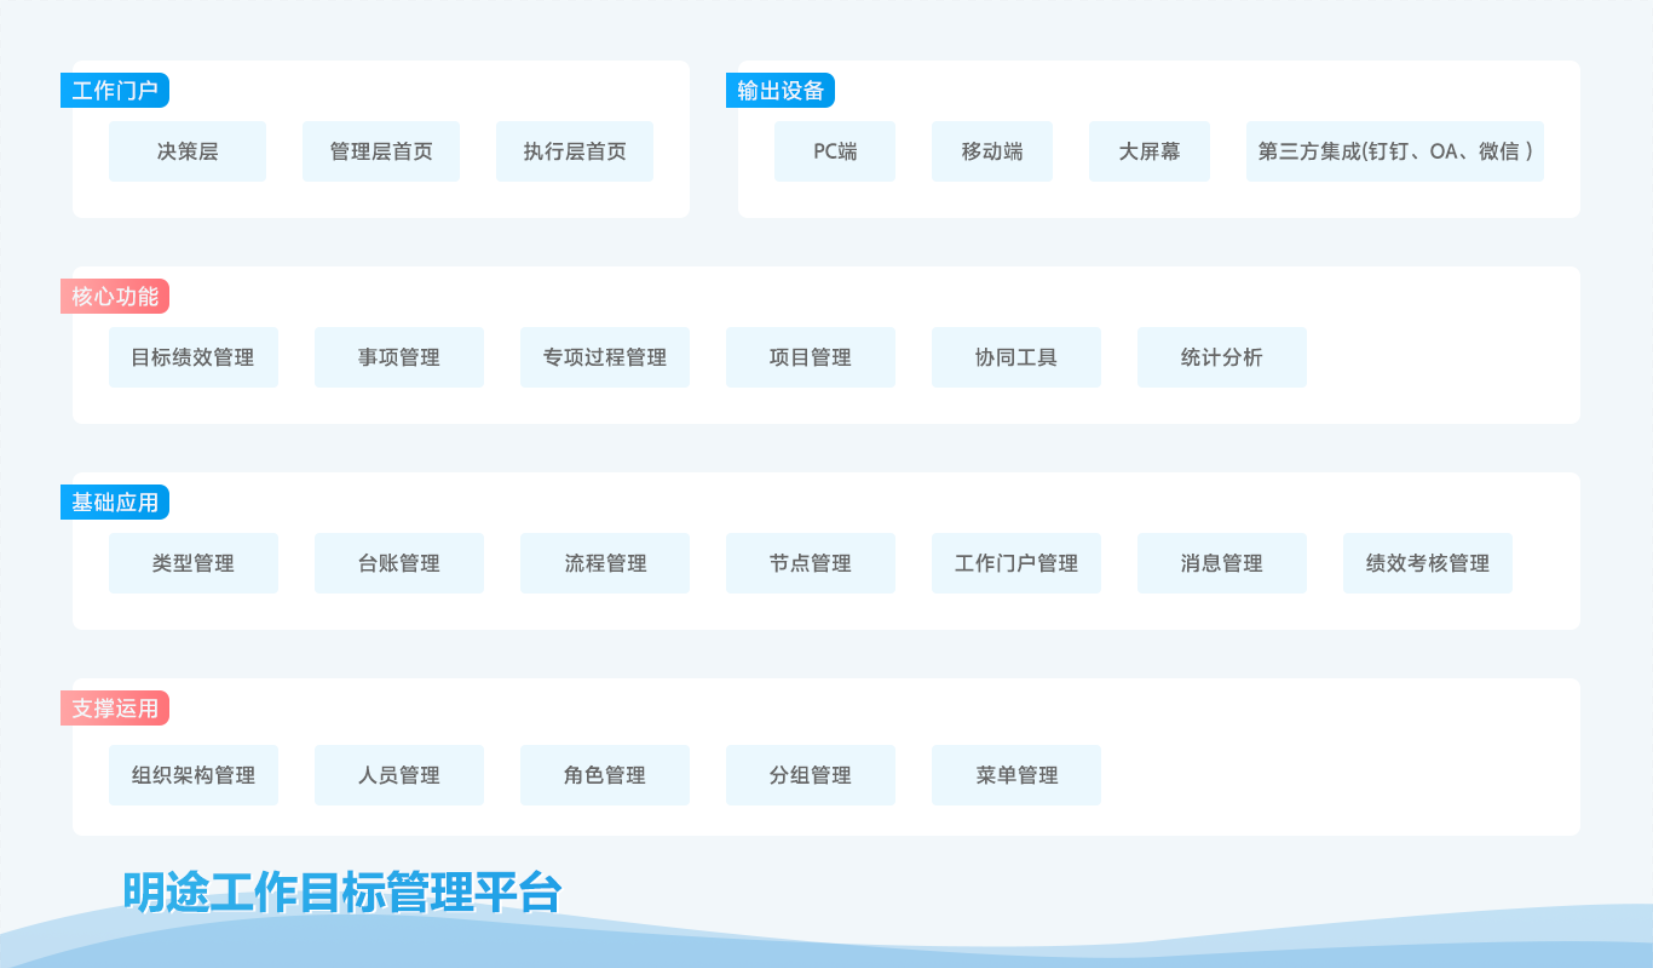 工作门户
决策层
管理层首页
执行层首页
输出设备
PC端
移动端
大屏幕
第三方集成(钉钉、OA、微信 )
核心功能
目标绩效管理
事项管理
专项过程管理
项目管理
协同工具
统计分析
基础应用
类型管理
台账管理
流程管理
节点管理
工作门户管理
消息管理
绩效考核管理
支撑运用
组织架构管理
人员管理
角色管理
分组管理
菜单管理
明途工作目标管理平台